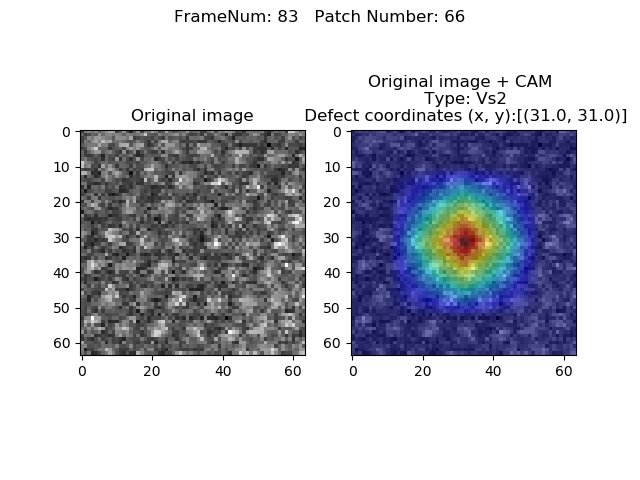 FrameNum: 83   Patch Number: 66
Original image
Original image + CAM
Type: Vs2
Defect coordinates (x, y):[(31.0, 31.0)]
0
10
20
30
40
50
60
0 20 40 60
0
10
20
30
40
50
60
0 20 40 60